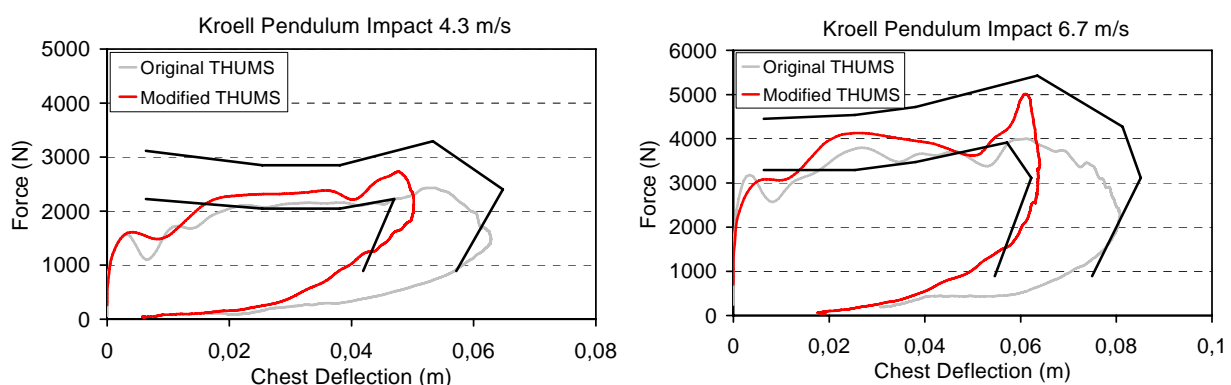 Kroell Pendulum Impact 4.3 m/s
5000
4000
3000
2000
1000
0
Force (N)
Original THUMS
Modified THUMS
0
0,02
0,04
0,06
0,08
Chest Deflection (m)
Kroell Pendulum Impact 6.7 m/s
6000
5000
4000
3000
2000
1000
0
Force (N)
Original THUMS
Modified THUMS
0
0,02
0,04
0,06
0,08
0,1
Chest Deflection (m)